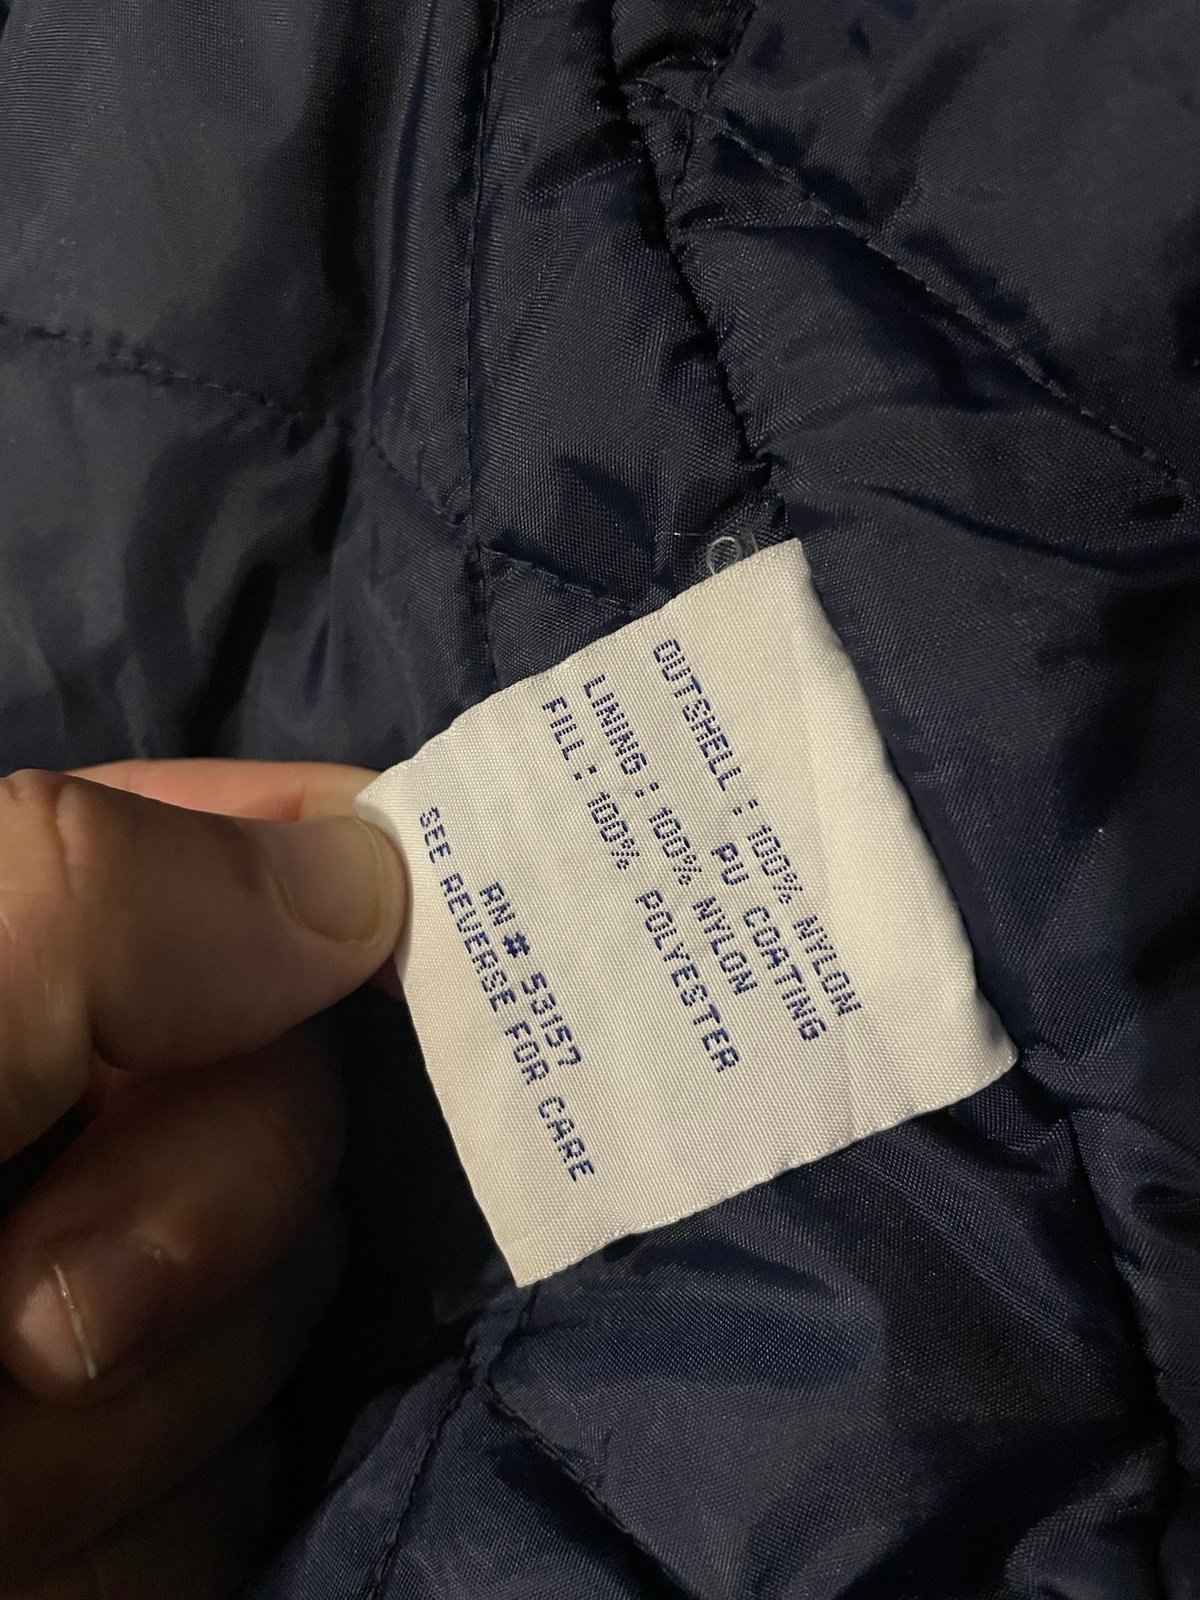 OUTSHELL : 100% NYLON
PU COATING
LINING : 100% NYLON
FILL : 100% POLYESTER
RN # 53157
SEE REVERSE FOR CARE